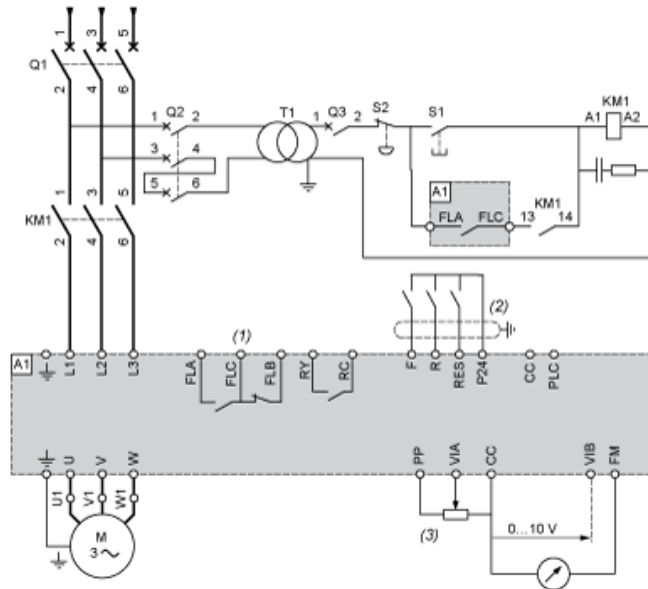 1 3 5
Q1
2 4 6
Q2
1 2
3 4
5 6
T1
1 Q3 2
S2
S1
KM1
A1 A2
A1
FLA FLC
KM1
13 14
1 3 5
KM1
2 4 6
(1)
(2)
A1
L1 L2 L3
FLA FLC FLB RY RC
F R RES P24 CC PLC
U V W
PP VIA CC VIB FM
U1 V1 W1
M
3
(3)
0...10 V